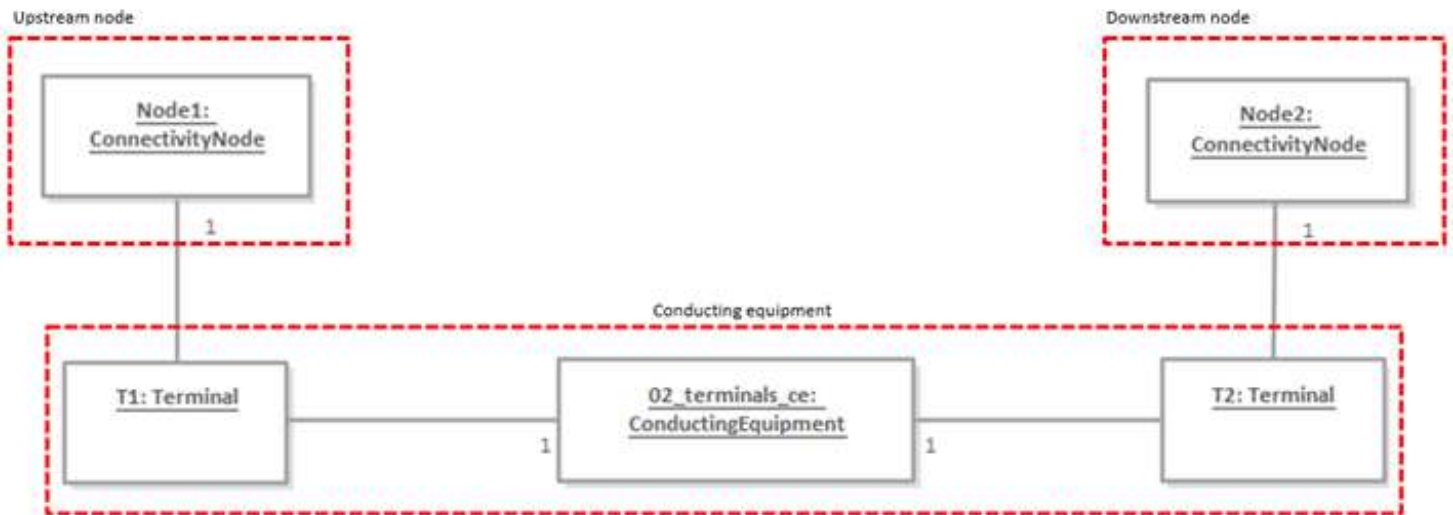 Upstream node
Downstream node
Node1:
ConnectivityNode
Node2:
ConnectivityNode
1
1
Conducting equipment
T1: Terminal
02_terminals_ce:
ConductingEquipment
T2: Terminal
1
1